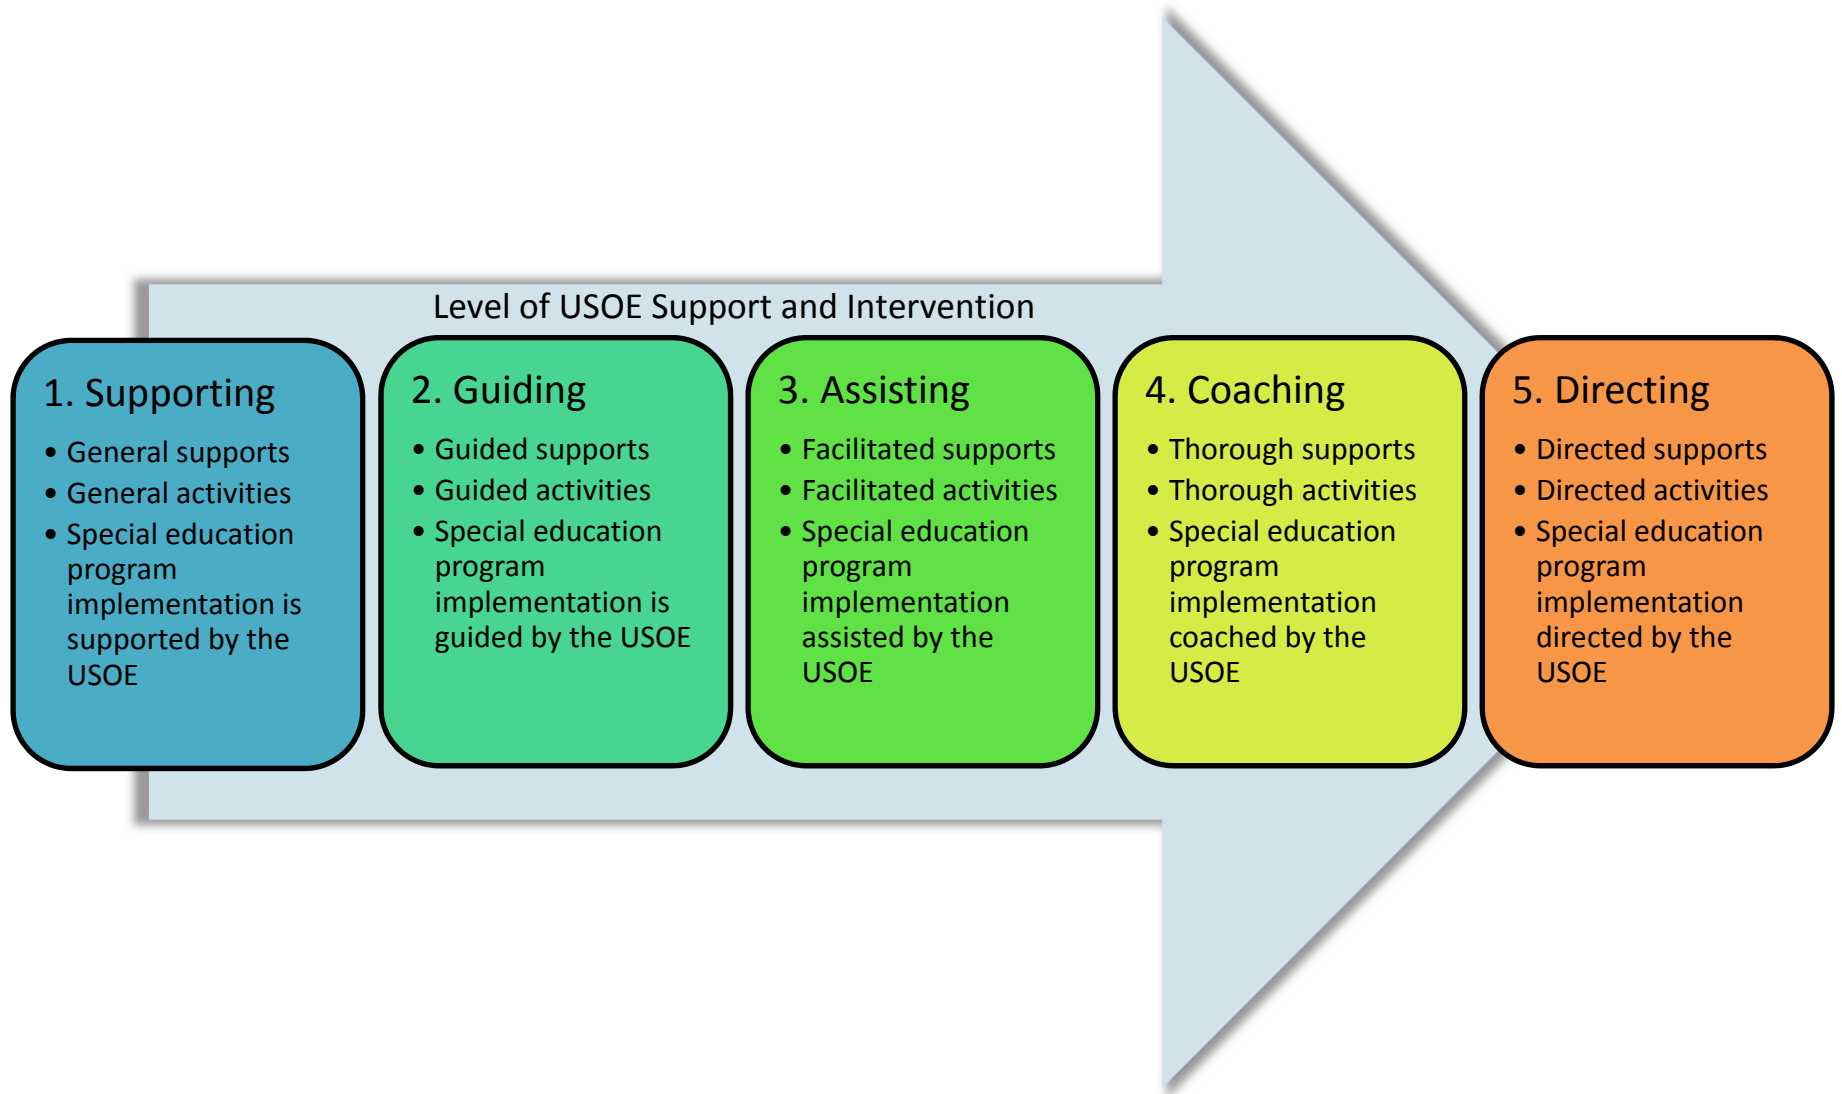 Level of USOE Support and Intervention
1. Supporting
• General supports
• General activities
• Special education
program
implementation is
supported by the
USOE
2. Guiding
• Guided supports
• Guided activities
• Special education
program
implementation is
guided by the USOE
3. Assisting
• Facilitated supports
• Facilitated activities
• Special education
program
implementation
assisted by the
USOE
4. Coaching
• Thorough supports
• Thorough activities
• Special education
program
implementation
coached by the
USOE
5. Directing
• Directed supports
• Directed activities
• Special education
program
implementation
directed by the
USOE